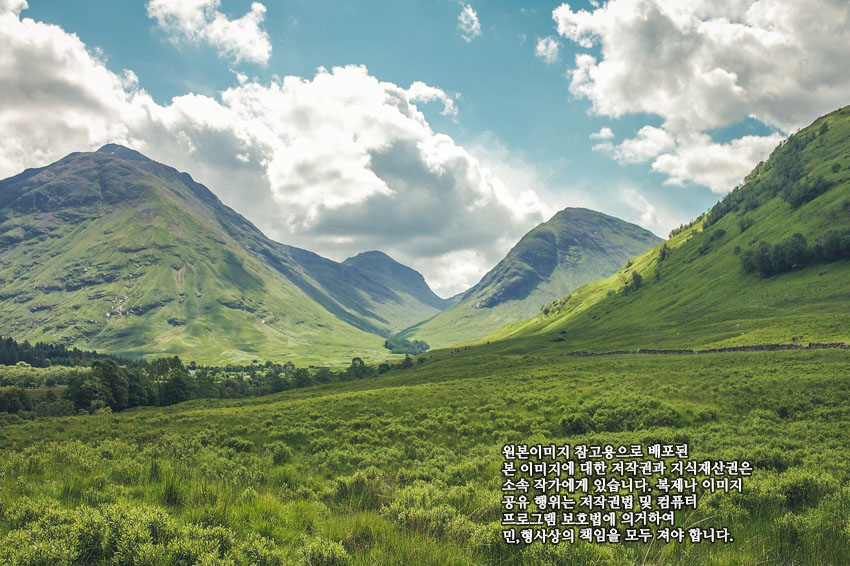 원본이미지 참고용으로 배포된
본 이미지에 대한 저작권과 지식재산권은
소속 작가에게 있습니다. 복제나 이미지
공유 행위는 저작권법 및 컴퓨터
프로그램 보호법에 의거하여
민,형사상의 책임을 모두 져야 합니다.